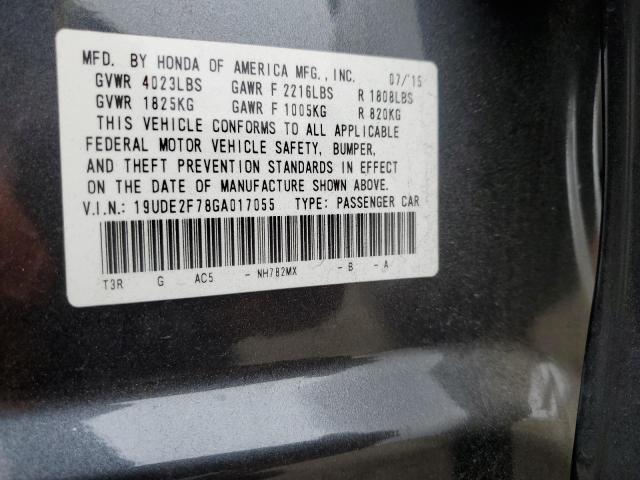 MFD. BY HONDA OF AMERICA MFG., INC. 07/15
GVWR 4023LBS GAWR F 2216LBS R 1808LBS
GVWR 1825KG GAWR F 1005KG R 820KG
THIS VEHICLE CONFORMS TO ALL APPLICABLE
FEDERAL MOTOR VEHICLE SAFETY, BUMPER,
AND THEFT PREVENTION STANDARDS IN EFFECT
ON THE DATE OF MANUFACTURE SHOWN ABOVE.
V.I.N.: 19UDE2F78GA017055 TYPE: PASSENGER CAR
T3R G AC5 - NH782MX - B - A